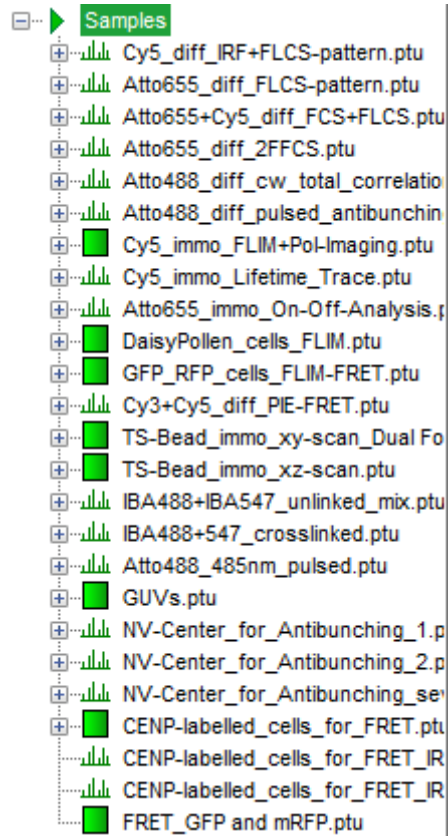 Samples
Cy5_diff_IRF+FLCS-pattern.ptu
Atto655_diff_FLCS-pattern.ptu
Atto655+Cy5_diff_FCS+FLCS.ptu
Atto655_diff_2FFCS.ptu
Atto488_diff_cw_total_correlatio
Atto488_diff_pulsed_antibunchin
Cy5_immo_FLIM+Pol-Imaging.ptu
Cy5_immo_Lifetime_Trace.ptu
Atto655_immo_On-Off-Analysis.p
DaisyPollen_cells_FLIM.ptu
GFP_RFP_cells_FLIM-FRET.ptu
Cy3+Cy5_diff_PIE-FRET.ptu
TS-Bead_immo_xy-scan_Dual Fo
TS-Bead_immo_xz-scan.ptu
IBA488+IBA547_unlinked_mix.ptu
IBA488+547_crosslinked.ptu
Atto488_485nm_pulsed.ptu
GUVs.ptu
NV-Center_for_Antibunching_1.p
NV-Center_for_Antibunching_2.p
NV-Center_for_Antibunching_sev
CENP-labelled_cells_for_FRET.ptu
CENP-labelled_cells_for_FRET_IR
CENP-labelled_cells_for_FRET_IR
FRET_GFP and mRFP.ptu